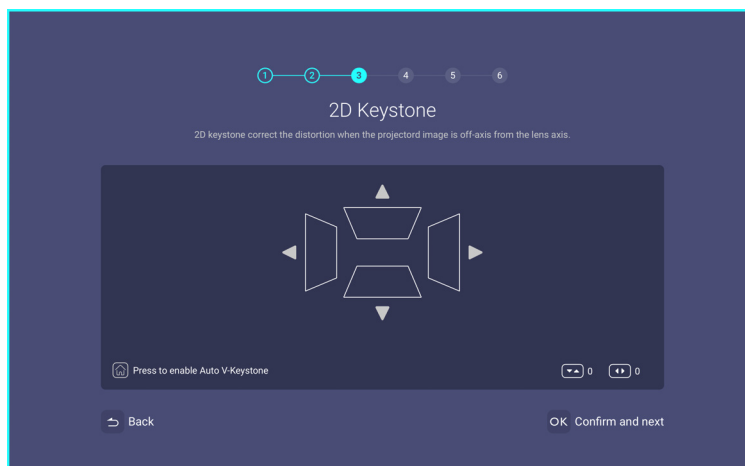 1 2 3 4 5 6
2D Keystone
2D keystone correct the distortion when the projectord image is off-axis from the lens axis.
Press to enable Auto V-Keystone 0 0
Back OK Confirm and next